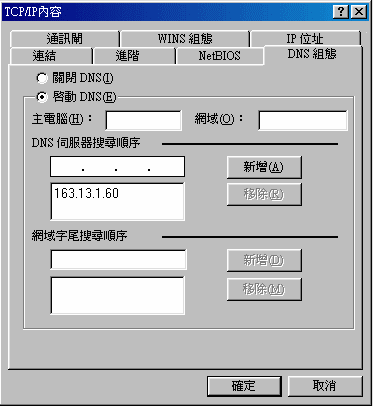 TCP/IP內容
通訊閘 WINS 組態 IP 位址
連結 進階 NetBIOS DNS 組態
關閉 DNS(I)
啓動 DNS(E)
主電腦(H)： 網域(O)：
DNS 伺服器搜尋順序
. . . 新增(A)
163.13.1.60 移除(R)
網域字尾搜尋順序
新增(D)
移除(M)
確定 取消